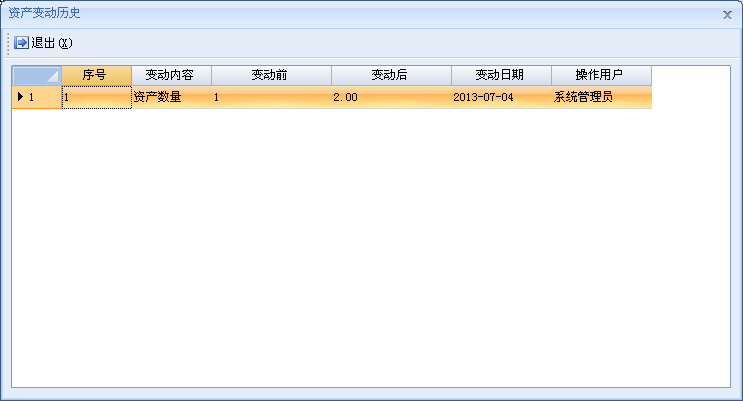 资产变动历史
退出(X)
序号 变动内容 变动前 变动后 变动日期 操作用户
1 1 资产数量 1 2.00 2013-07-04 系统管理员